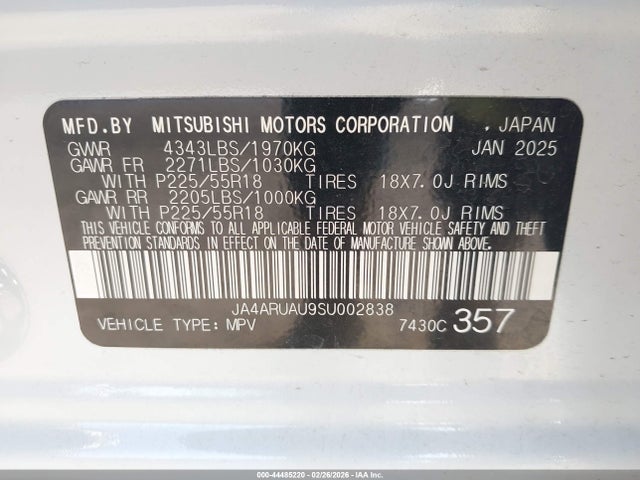 MFD.BY MITSUBISHI MOTORS CORPORATION . JAPAN
GVWR 4343LBS/1970KG JAN 2025
GAWR FR 2271LBS/1030KG
WITH P225/55R18 TIRES 18X7.0J RIMS
GAWR RR 2205LBS/1000KG
WITH P225/55R18 TIRES 18X7.0J RIMS
THIS VEHICLE CONFORMS TO ALL APPLICABLE FEDERAL MOTOR VEHICLE SAFETY AND THEFT
PREVENTION STANDARDS IN EFFECT ON THE DATE OF MANUFACTURE SHOWN ABOVE.
JA4ARUAU9SU002838
VEHICLE TYPE: MPV 7430C 357
000-44485220 02/26/2026 - IAA Inc.